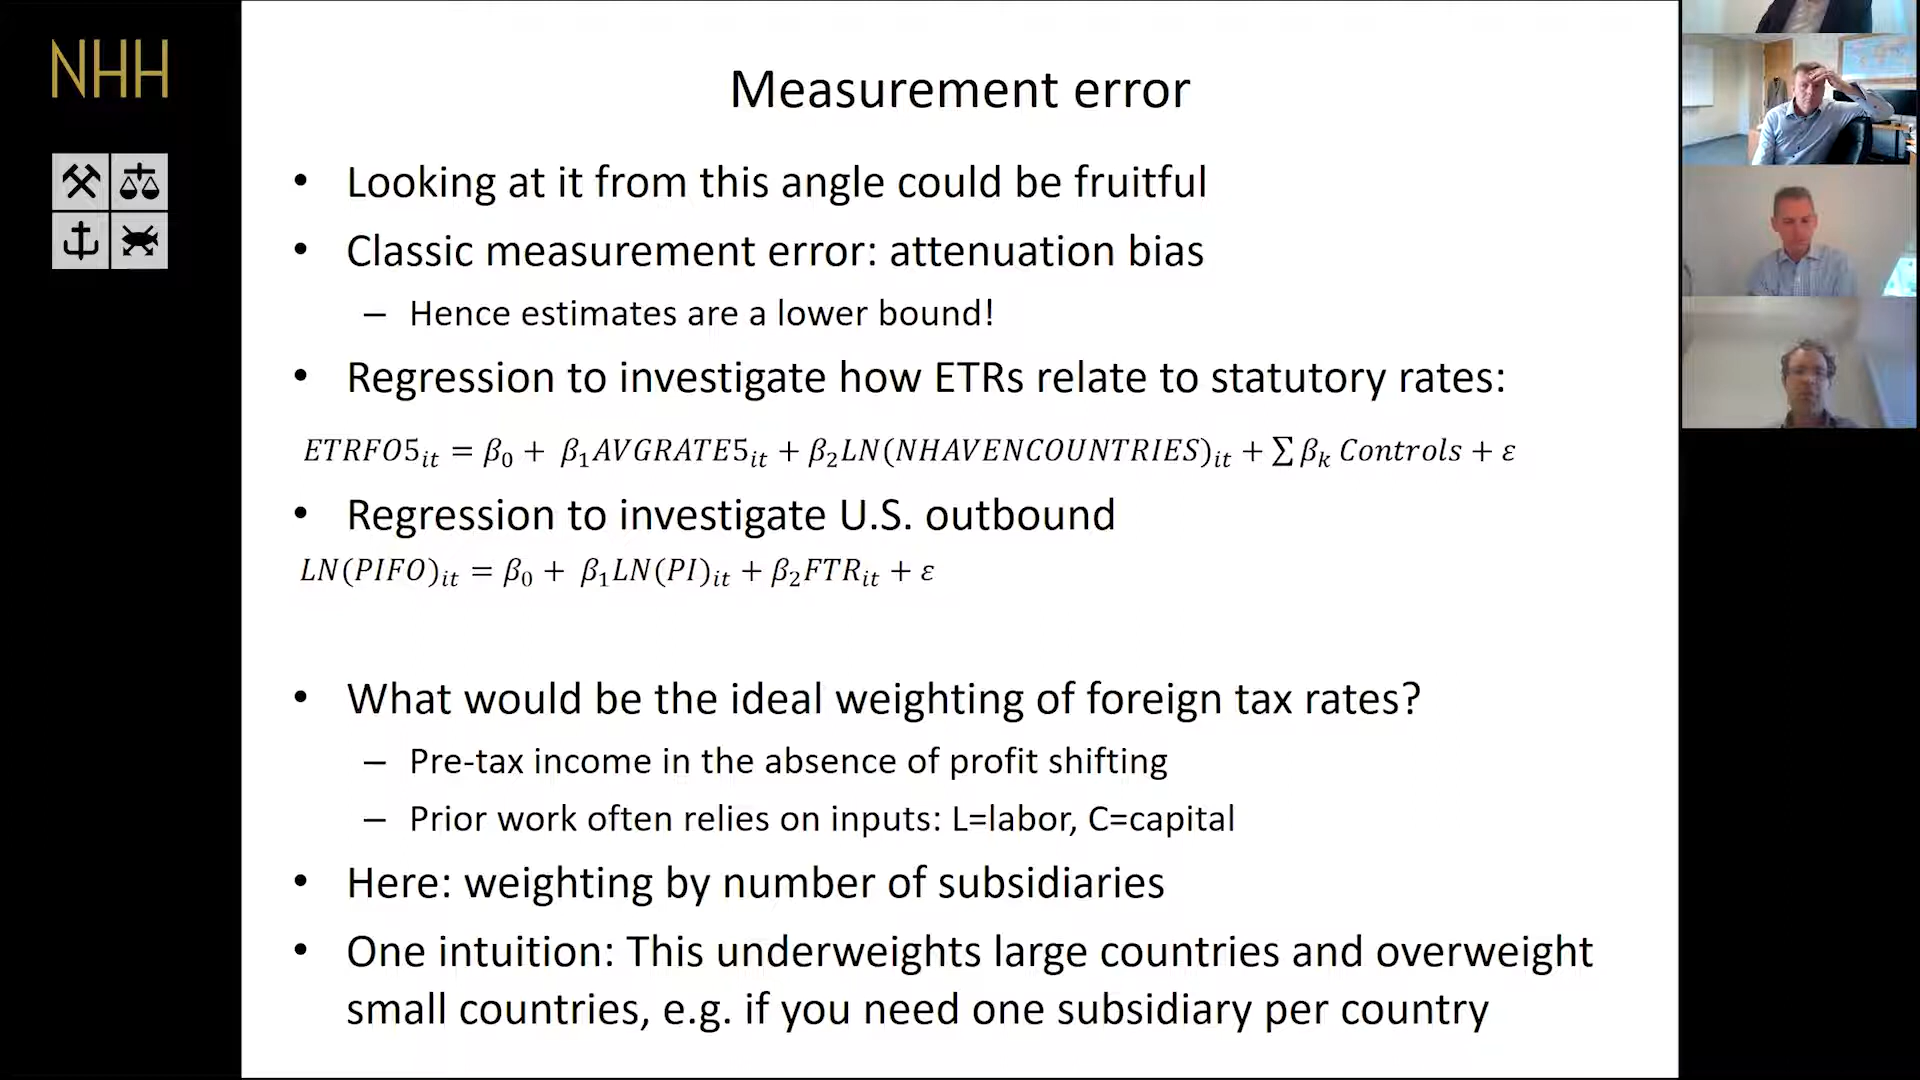 NHH
Measurement error
• Looking at it from this angle could be fruitful
• Classic measurement error: attenuation bias
– Hence estimates are a lower bound!
• Regression to investigate how ETRs relate to statutory rates:
ETRFO5ᵢₜ = β₀ + β₁AVGRATE5ᵢₜ + β₂LN(NHAVENCOUNTRIES)ᵢₜ + ∑ βₖ Controls + ε
• Regression to investigate U.S. outbound
LN(PIFO)ᵢₜ = β₀ + β₁LN(PI)ᵢₜ + β₂FTRᵢₜ + ε
• What would be the ideal weighting of foreign tax rates?
– Pre-tax income in the absence of profit shifting
– Prior work often relies on inputs: L=labor, C=capital
• Here: weighting by number of subsidiaries
• One intuition: This underweights large countries and overweight
small countries, e.g. if you need one subsidiary per country